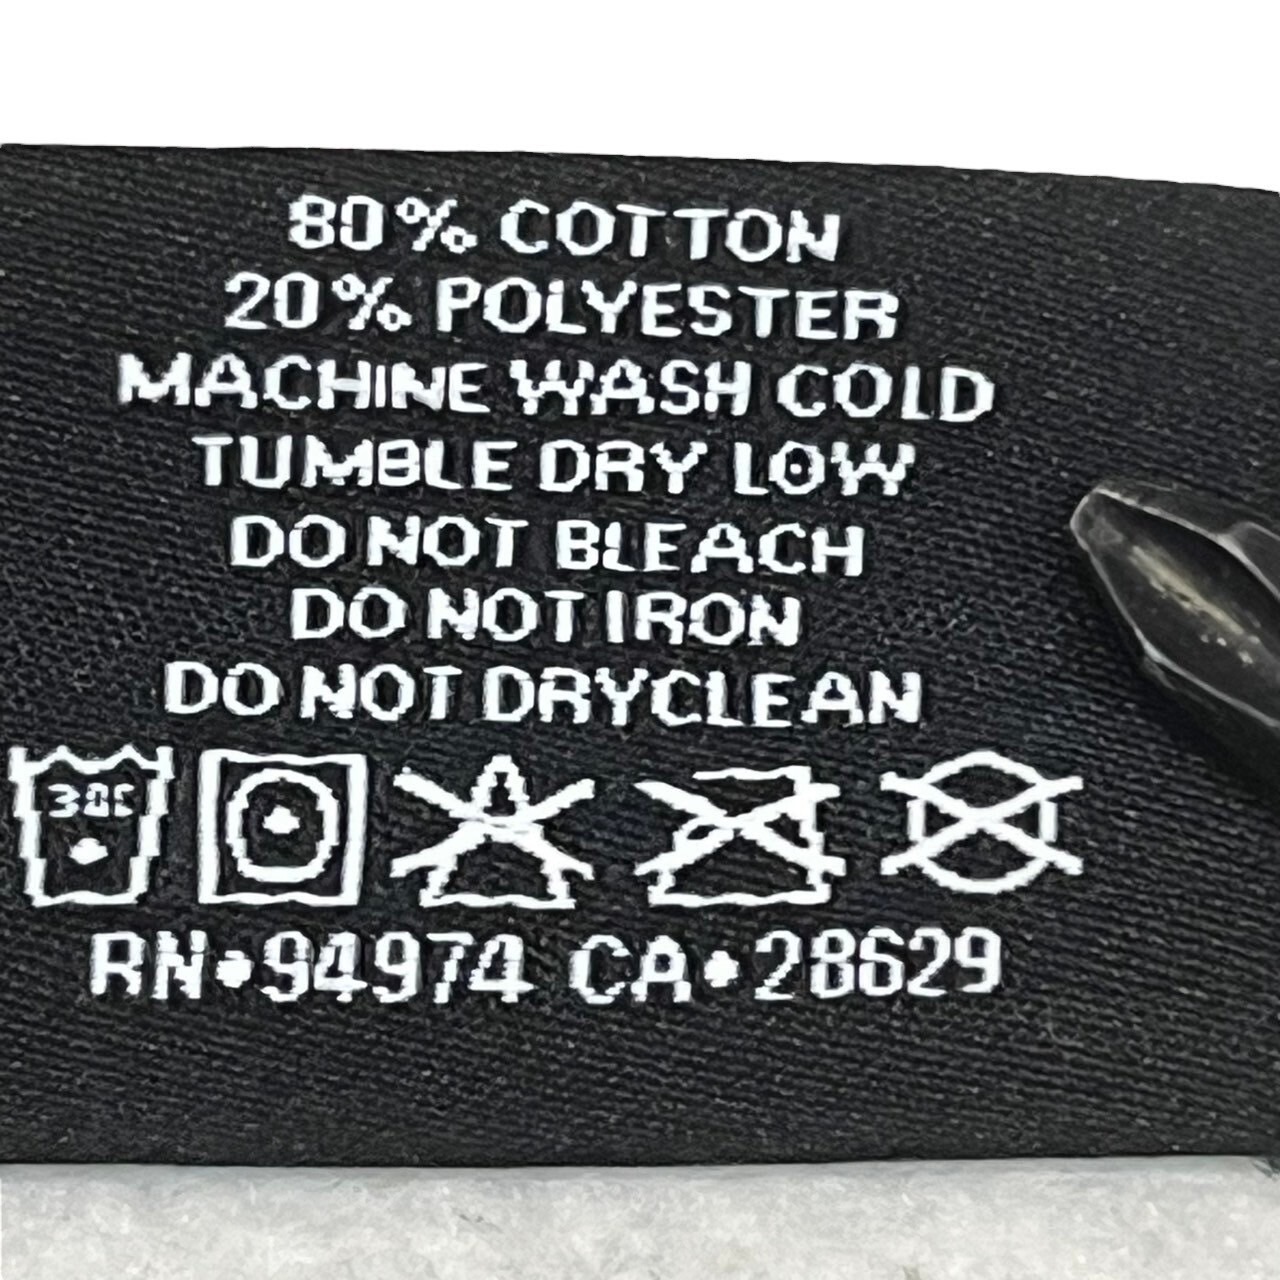 80% COTTON
20% POLYESTER
MACHINE WASH COLD
TUMBLE DRY LOW
DO NOT BLEACH
DO NOT IRON
DO NOT DRYCLEAN
RN•94974 CA•28629